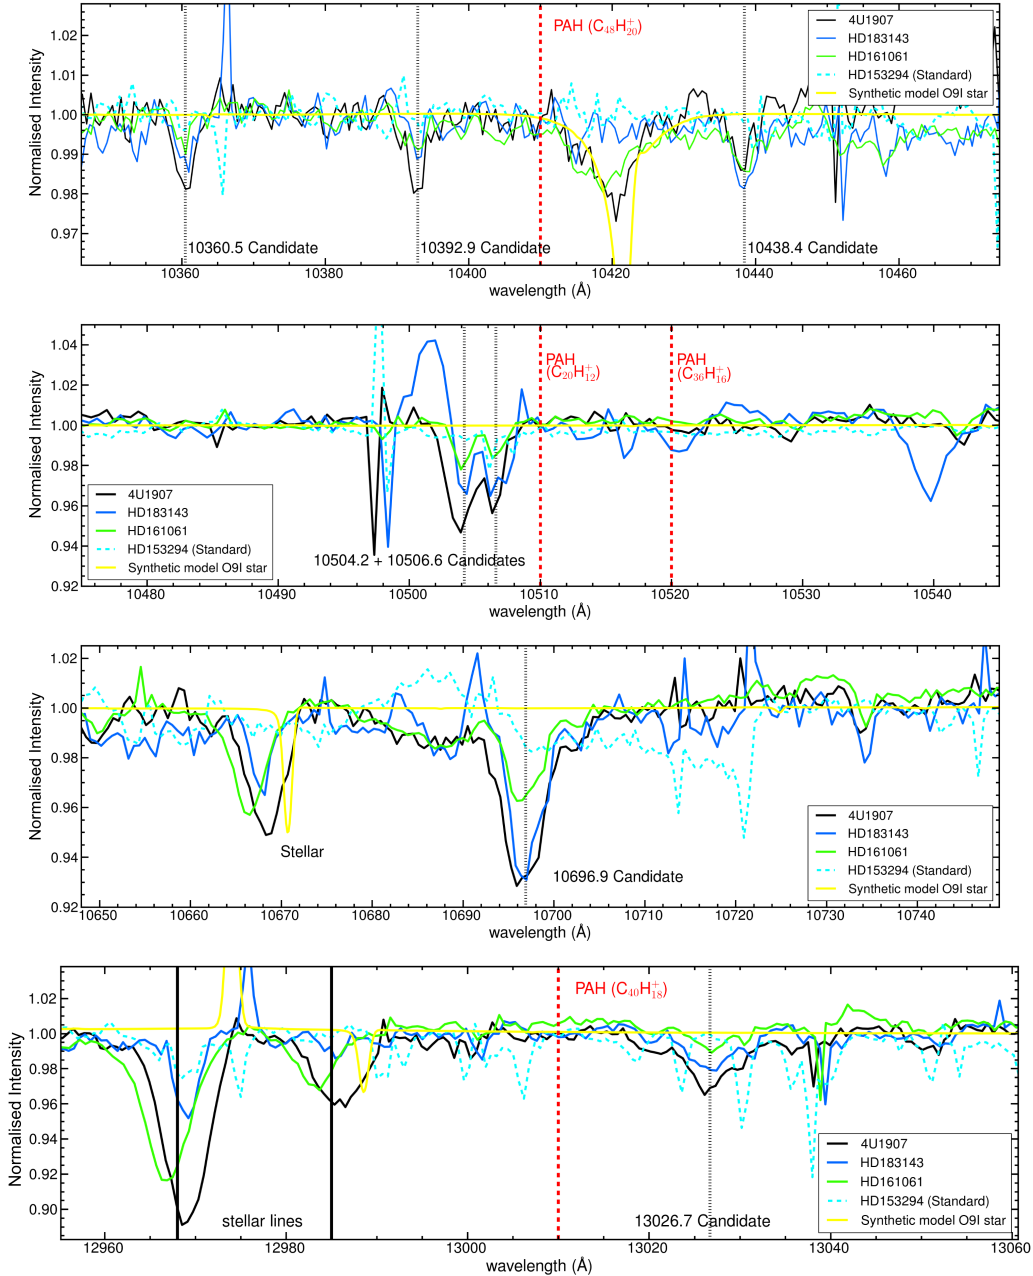 1.02
1.01
1.00
0.99
0.98
0.97
Normalised Intensity
PAH (C48H20+)
4U1907
HD183143
HD161061
HD153294 (Standard)
Synthetic model O9I star
10360.5 Candidate
10392.9 Candidate
10438.4 Candidate
10360
10380
10400
10420
10440
10460
wavelength (Å)
1.04
1.02
1.00
0.98
0.96
0.94
0.92
Normalised Intensity
PAH
(C20H12+)
PAH
(C36H16+)
4U1907
HD183143
HD161061
HD153294 (Standard)
Synthetic model O9I star
10504.2 + 10506.6 Candidates
10480
10490
10500
10510
10520
10530
10540
wavelength (Å)
1.02
1.00
0.98
0.96
0.94
0.92
Normalised Intensity
Stellar
10696.9 Candidate
4U1907
HD183143
HD161061
HD153294 (Standard)
Synthetic model O9I star
10650
10660
10670
10680
10690
10700
10710
10720
10730
10740
wavelength (Å)
1.02
1.00
0.98
0.96
0.94
0.92
0.90
Normalised Intensity
PAH (C40H18+)
stellar lines
13026.7 Candidate
4U1907
HD183143
HD161061
HD153294 (Standard)
Synthetic model O9I star
12960
12980
13000
13020
13040
13060
wavelength (Å)